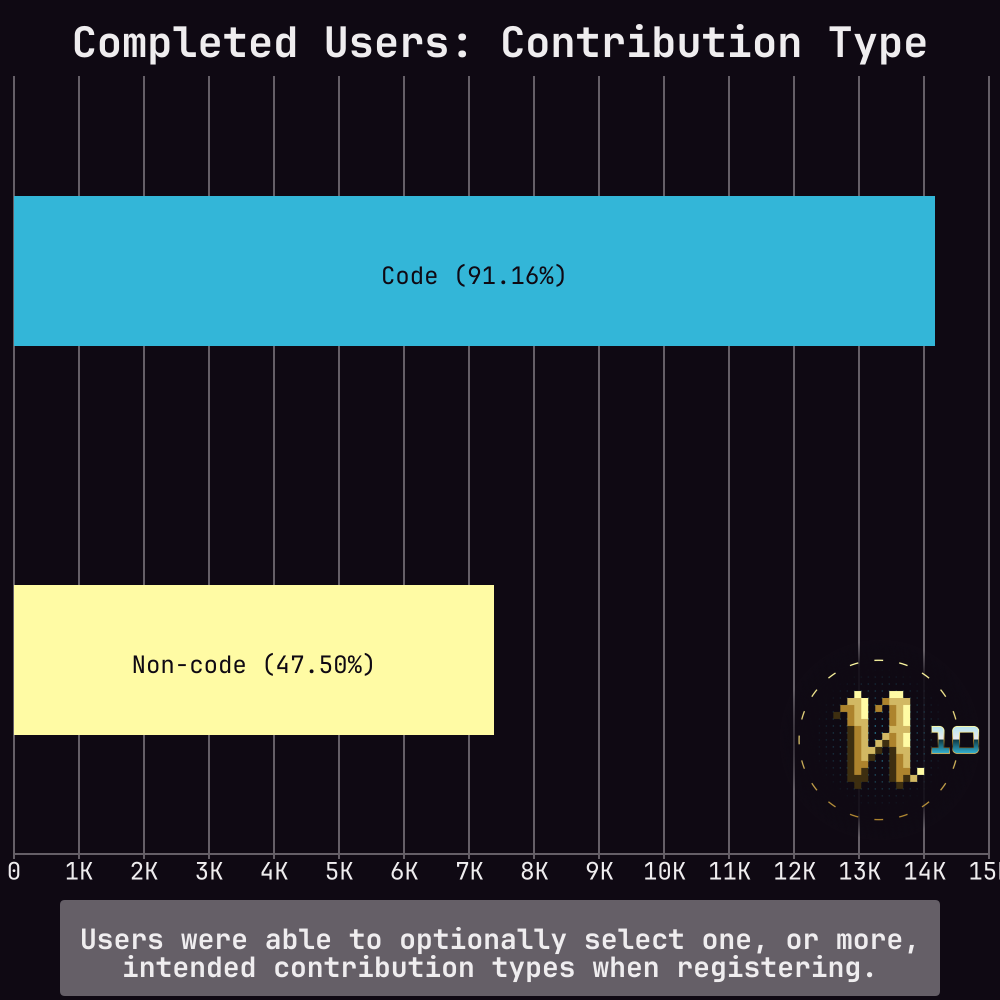 Completed Users: Contribution Type
Code (91.16%)
Non-code (47.50%)
10
0 1K 2K 3K 4K 5K 6K 7K 8K 9K 10K 11K 12K 13K 14K 15K
Users were able to optionally select one, or more,
intended contribution types when registering.